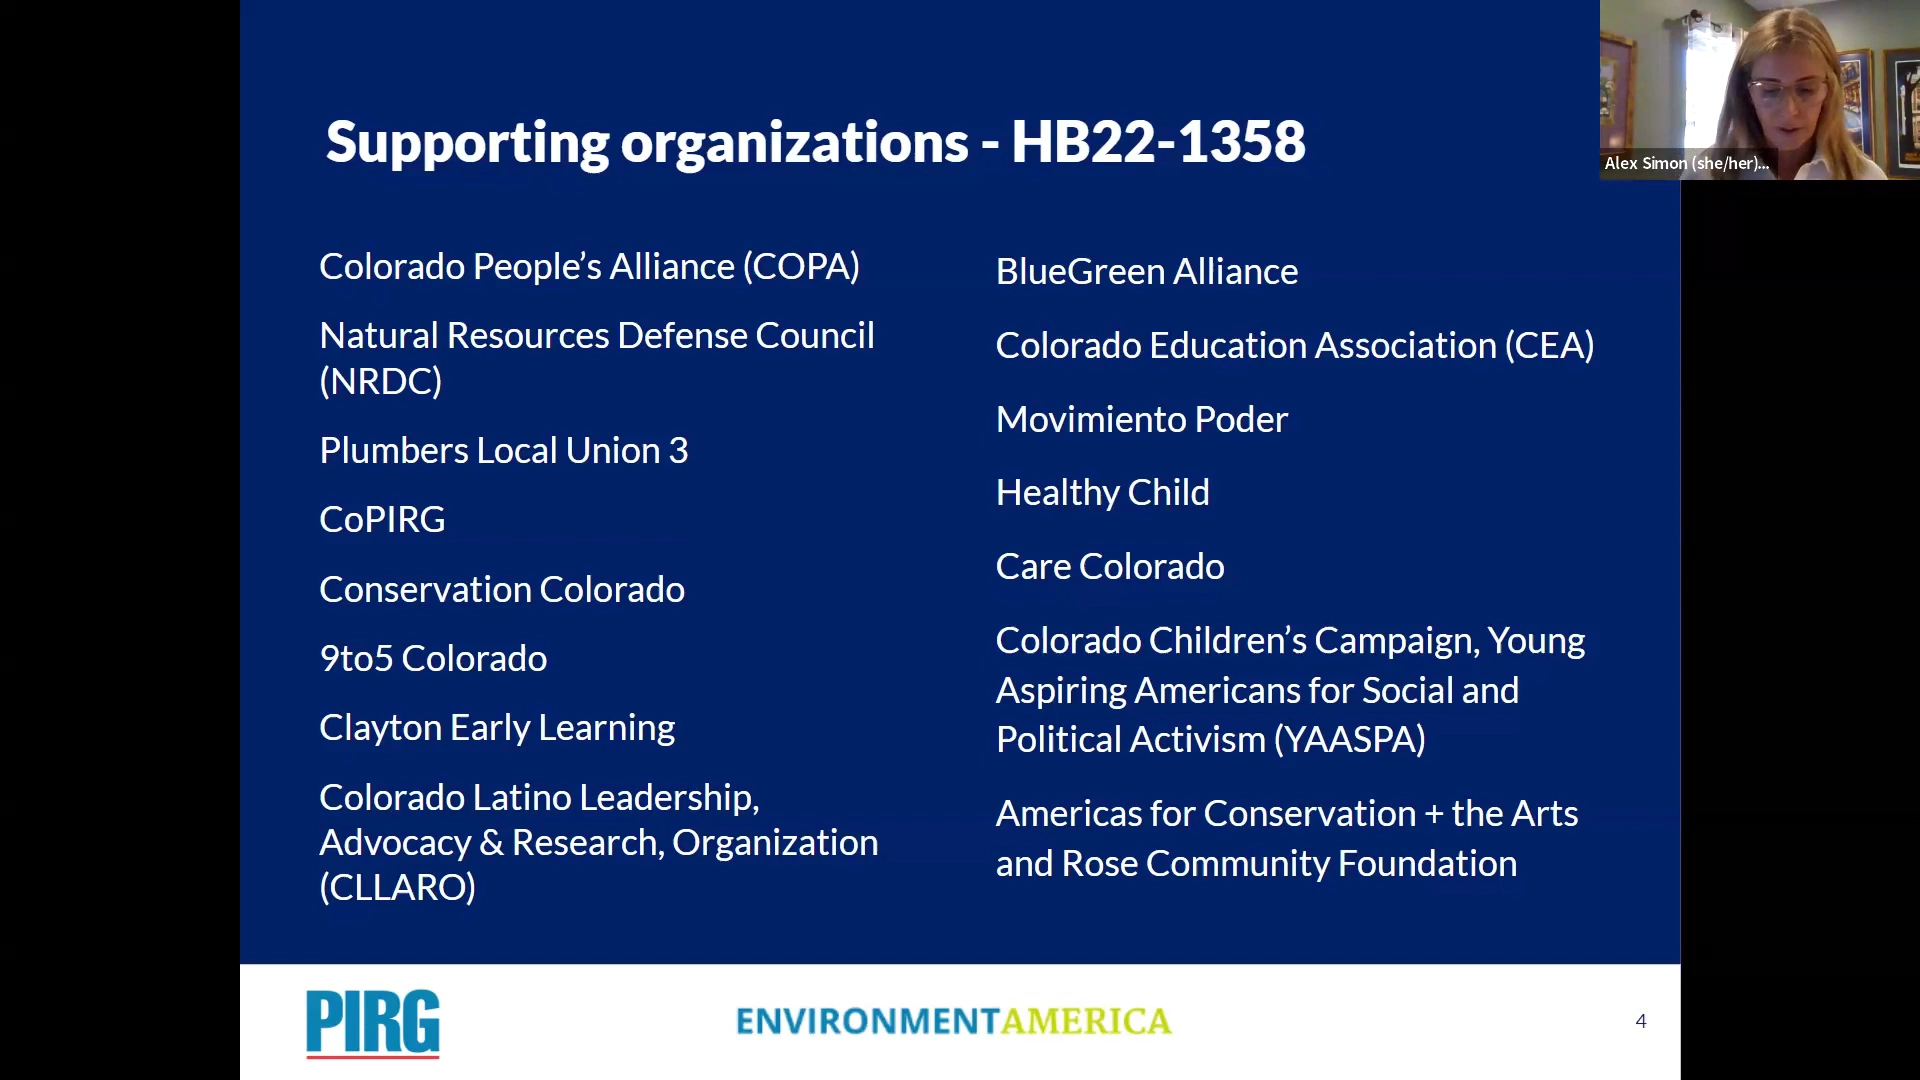 Supporting organizations - HB22-1358
Alex Simon (she/her)...
Colorado People’s Alliance (COPA)
Natural Resources Defense Council
(NRDC)
Plumbers Local Union 3
CoPIRG
Conservation Colorado
9to5 Colorado
Clayton Early Learning
Colorado Latino Leadership,
Advocacy & Research, Organization
(CLLARO)
BlueGreen Alliance
Colorado Education Association (CEA)
Movimiento Poder
Healthy Child
Care Colorado
Colorado Children’s Campaign, Young
Aspiring Americans for Social and
Political Activism (YAASPA)
Americas for Conservation + the Arts
and Rose Community Foundation
PIRG
ENVIRONMENTAMERICA
4